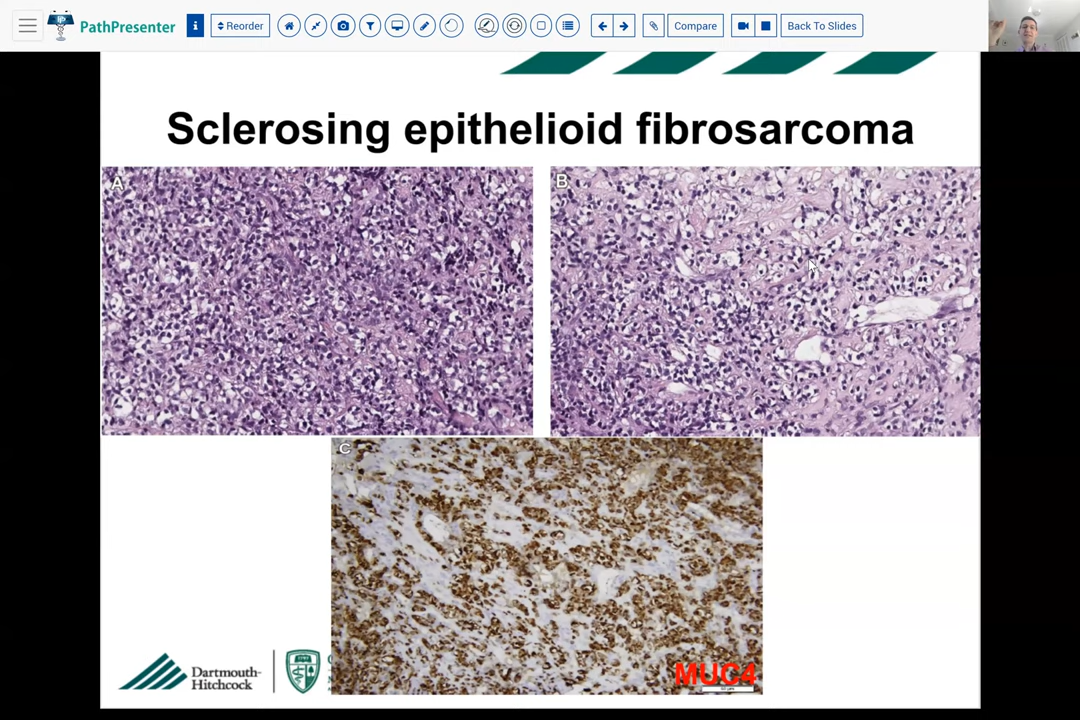 PathPresenter
i
Reorder
Compare
Back To Slides
Sclerosing epithelioid fibrosarcoma
A
B
C
MUC4
Dartmouth-
Hitchcock